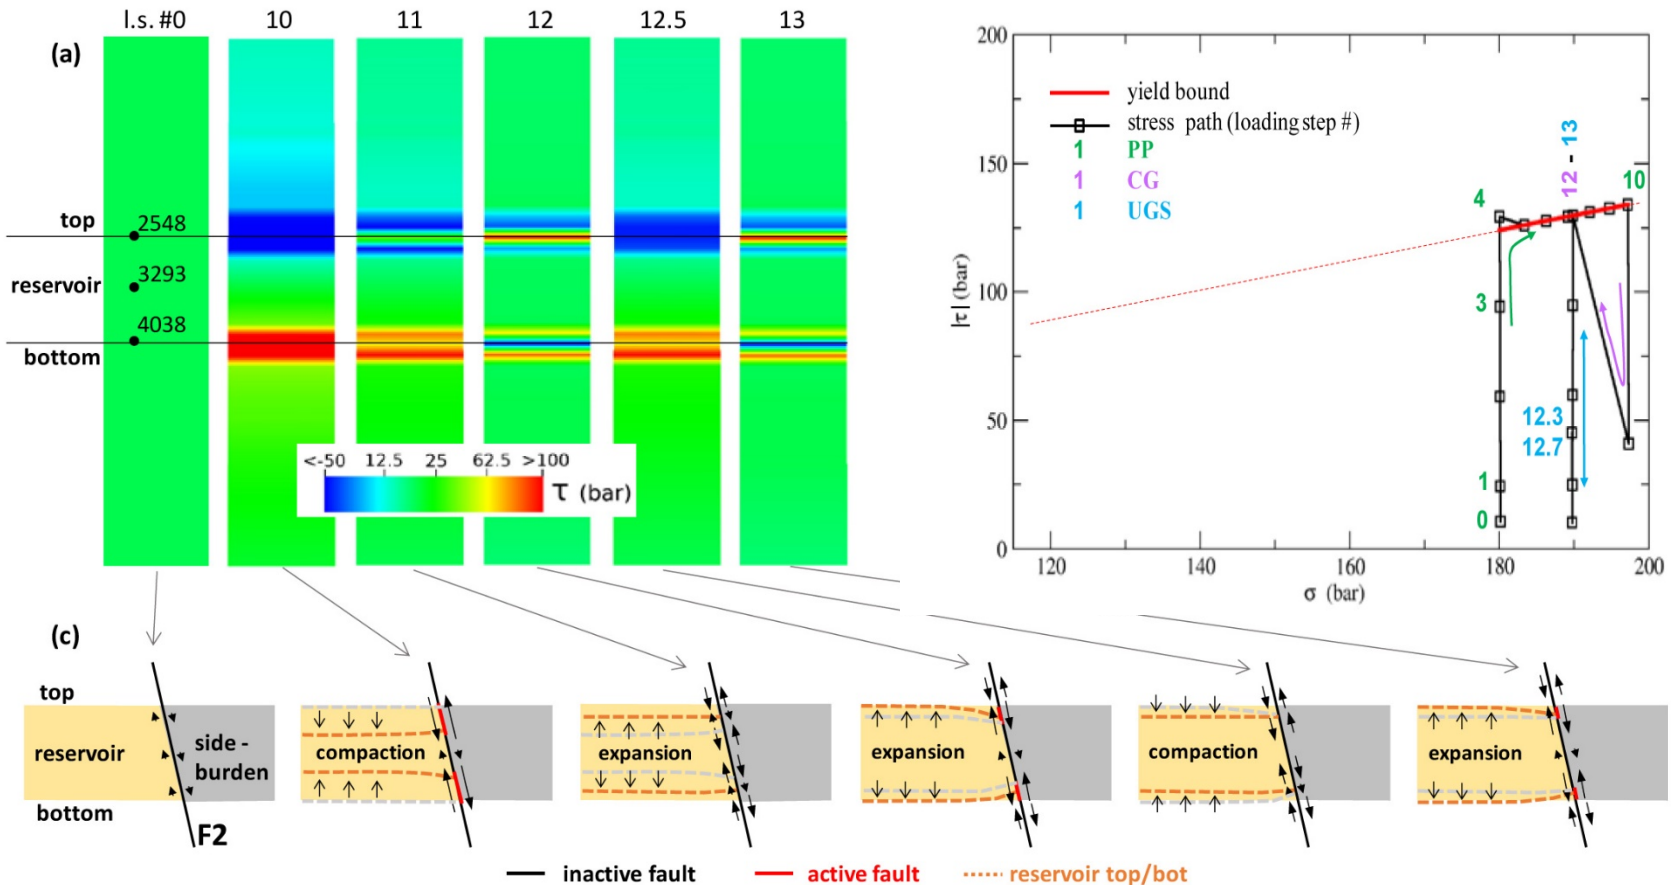 l.s. #0 10 11 12 12.5 13
(a)
top
2548
reservoir
3293
4038
bottom
<-50 12.5 25 62.5 >100
τ (bar)
200
150
100
50
0
|τ| (bar)
yield bound
stress path (loading step #)
1 PP
1 CG
1 UGS
4
3
1
0
12 - 13
10
12.3
12.7
120 140 160 180 200
σ (bar)
(c)
top
reservoir
side -
burden
bottom
F2
compaction
expansion
expansion
compaction
expansion
inactive fault active fault reservoir top/bot